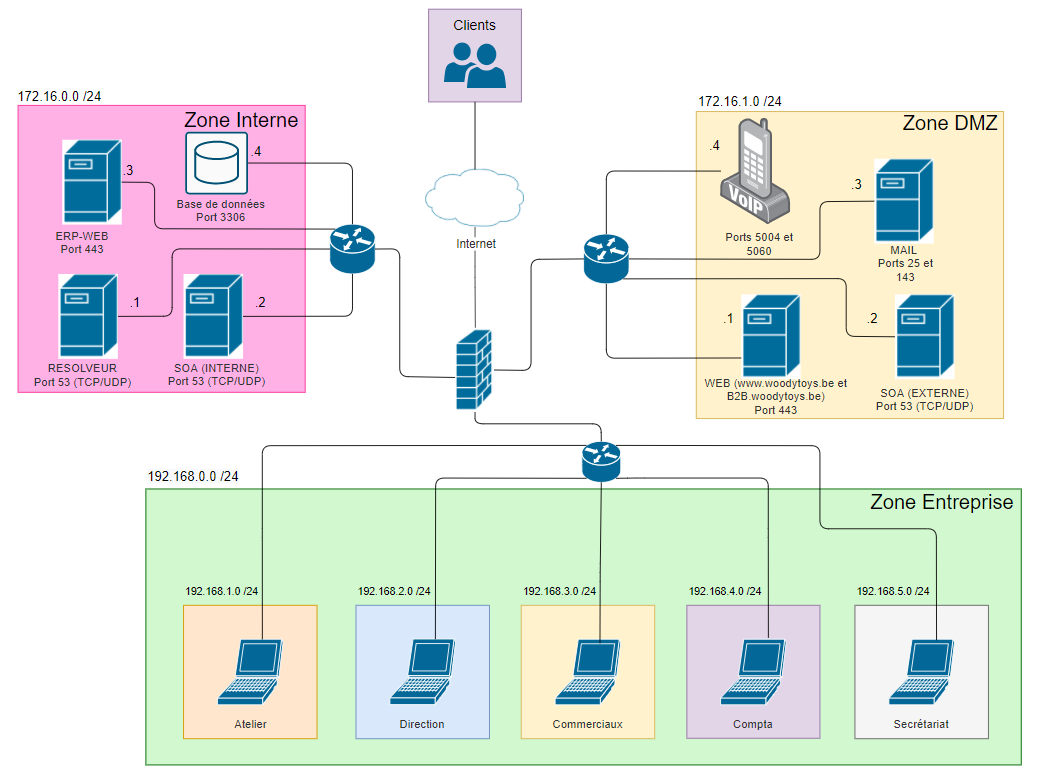 Clients
172.16.0.0 /24
Zone Interne
.4
Base de données
Port 3306
.3
ERP-WEB
Port 443
.1
RESOLVEUR
Port 53 (TCP/UDP)
.2
SOA (INTERNE)
Port 53 (TCP/UDP)
Internet
172.16.1.0 /24
Zone DMZ
.4
VoIP
Ports 5004 et
5060
.3
MAIL
Ports 25 et
143
.1
WEB (www.woodytoys.be et
B2B.woodytoys.be)
Port 443
.2
SOA (EXTERNE)
Port 53 (TCP/UDP)
192.168.0.0 /24
Zone Entreprise
192.168.1.0 /24
Atelier
192.168.2.0 /24
Direction
192.168.3.0 /24
Commerciaux
192.168.4.0 /24
Compta
192.168.5.0 /24
Secrétariat